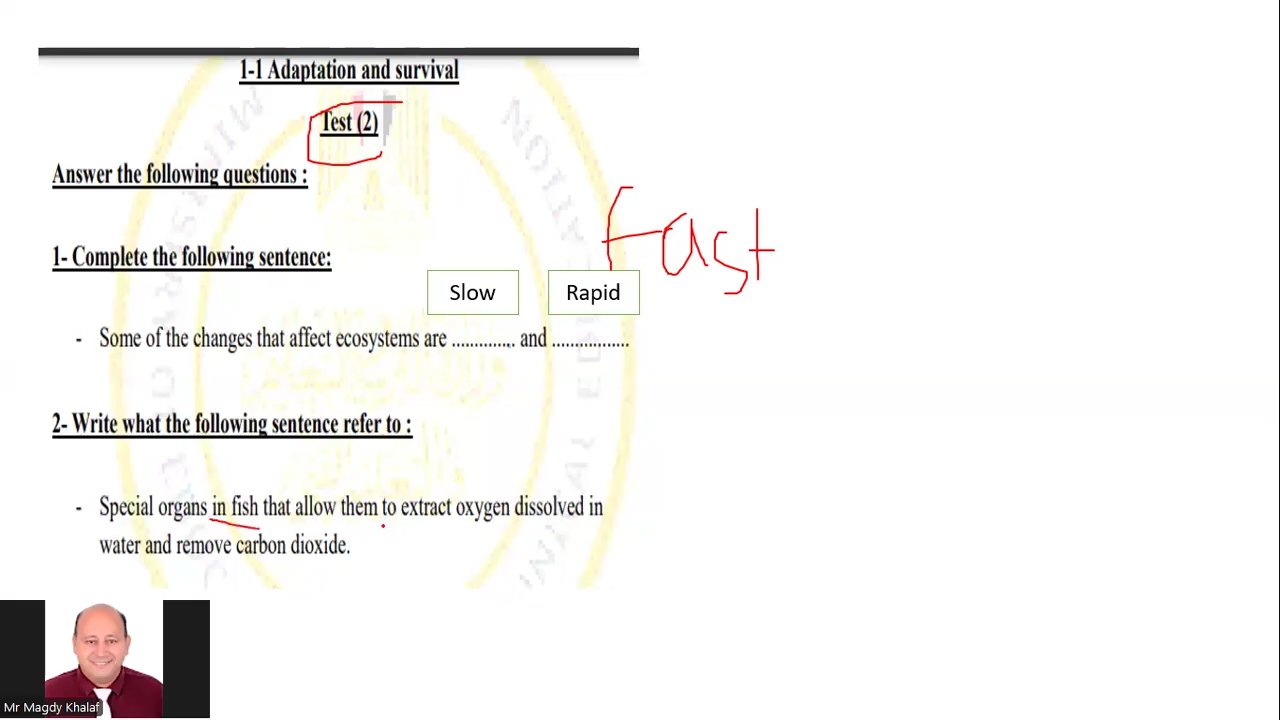 1-1 Adaptation and survival
Test (2)
Answer the following questions :
Fast
1- Complete the following sentence:
Slow Rapid
- Some of the changes that affect ecosystems are .............. and .................
2- Write what the following sentence refer to :
- Special organs in fish that allow them to extract oxygen dissolved in
water and remove carbon dioxide.
Mr Magdy Khalaf